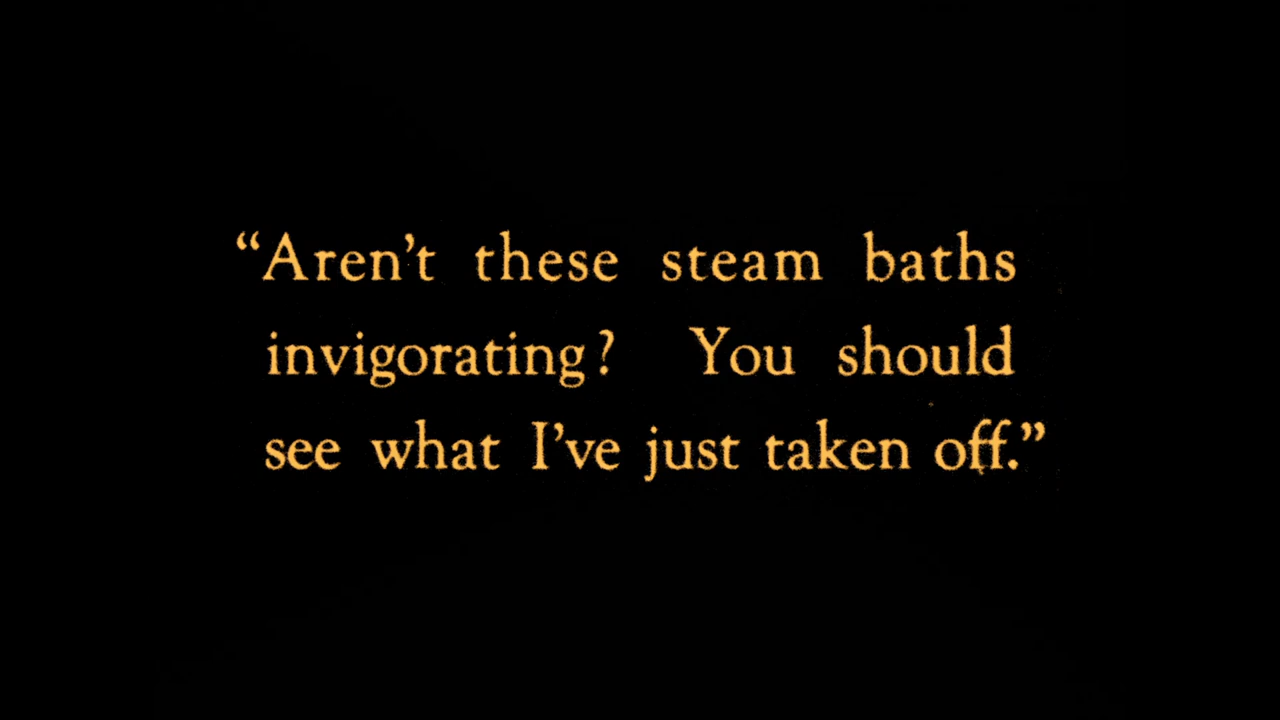 “Aren’t these steam baths
invigorating? You should
see what I’ve just taken off.”